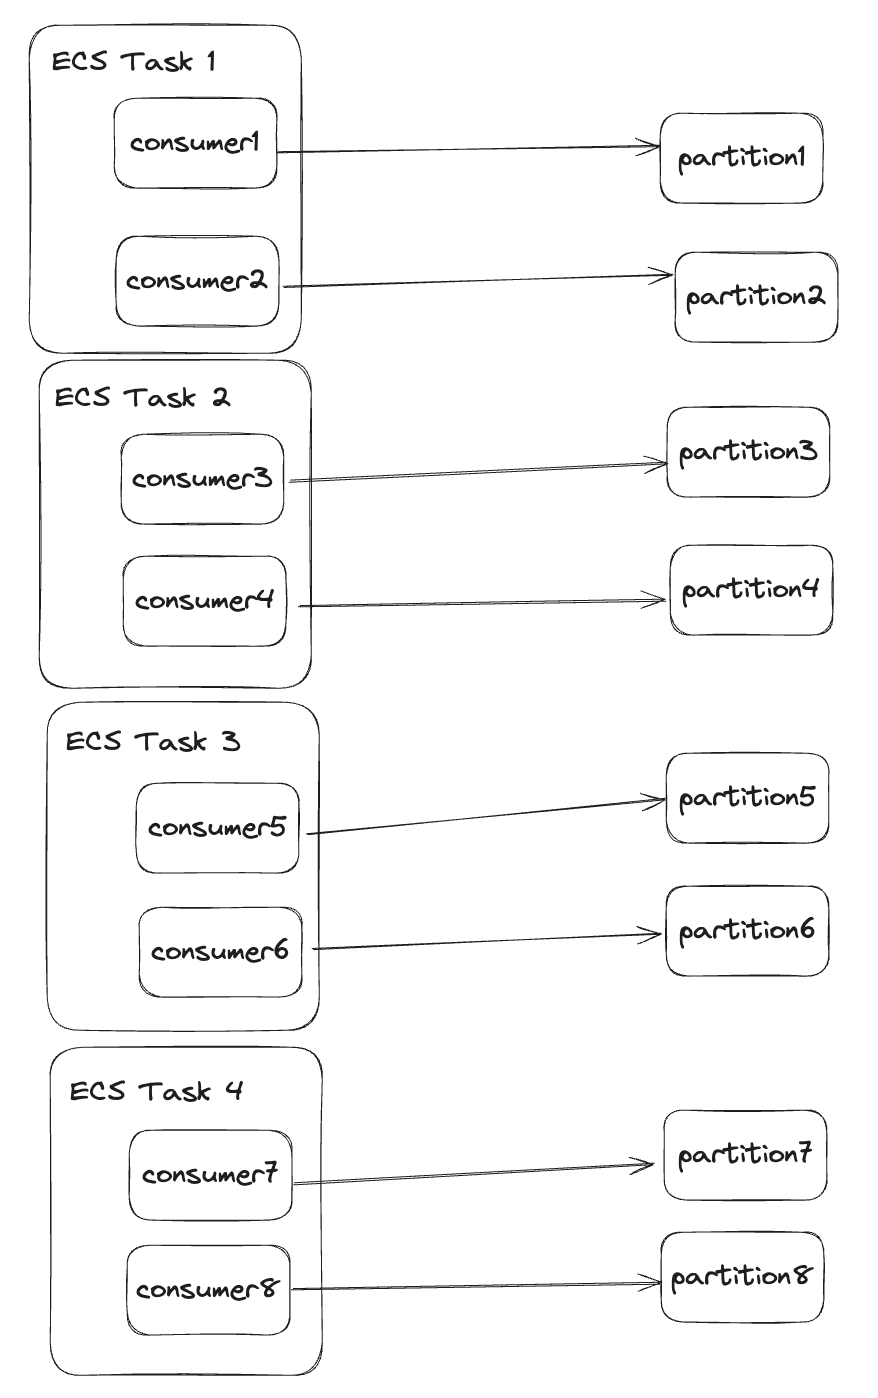 ECS Task 1
consumer1
partition1
consumer2
partition2
ECS Task 2
consumer3
partition3
consumer4
partition4
ECS Task 3
consumer5
partition5
consumer6
partition6
ECS Task 4
consumer7
partition7
consumer8
partition8